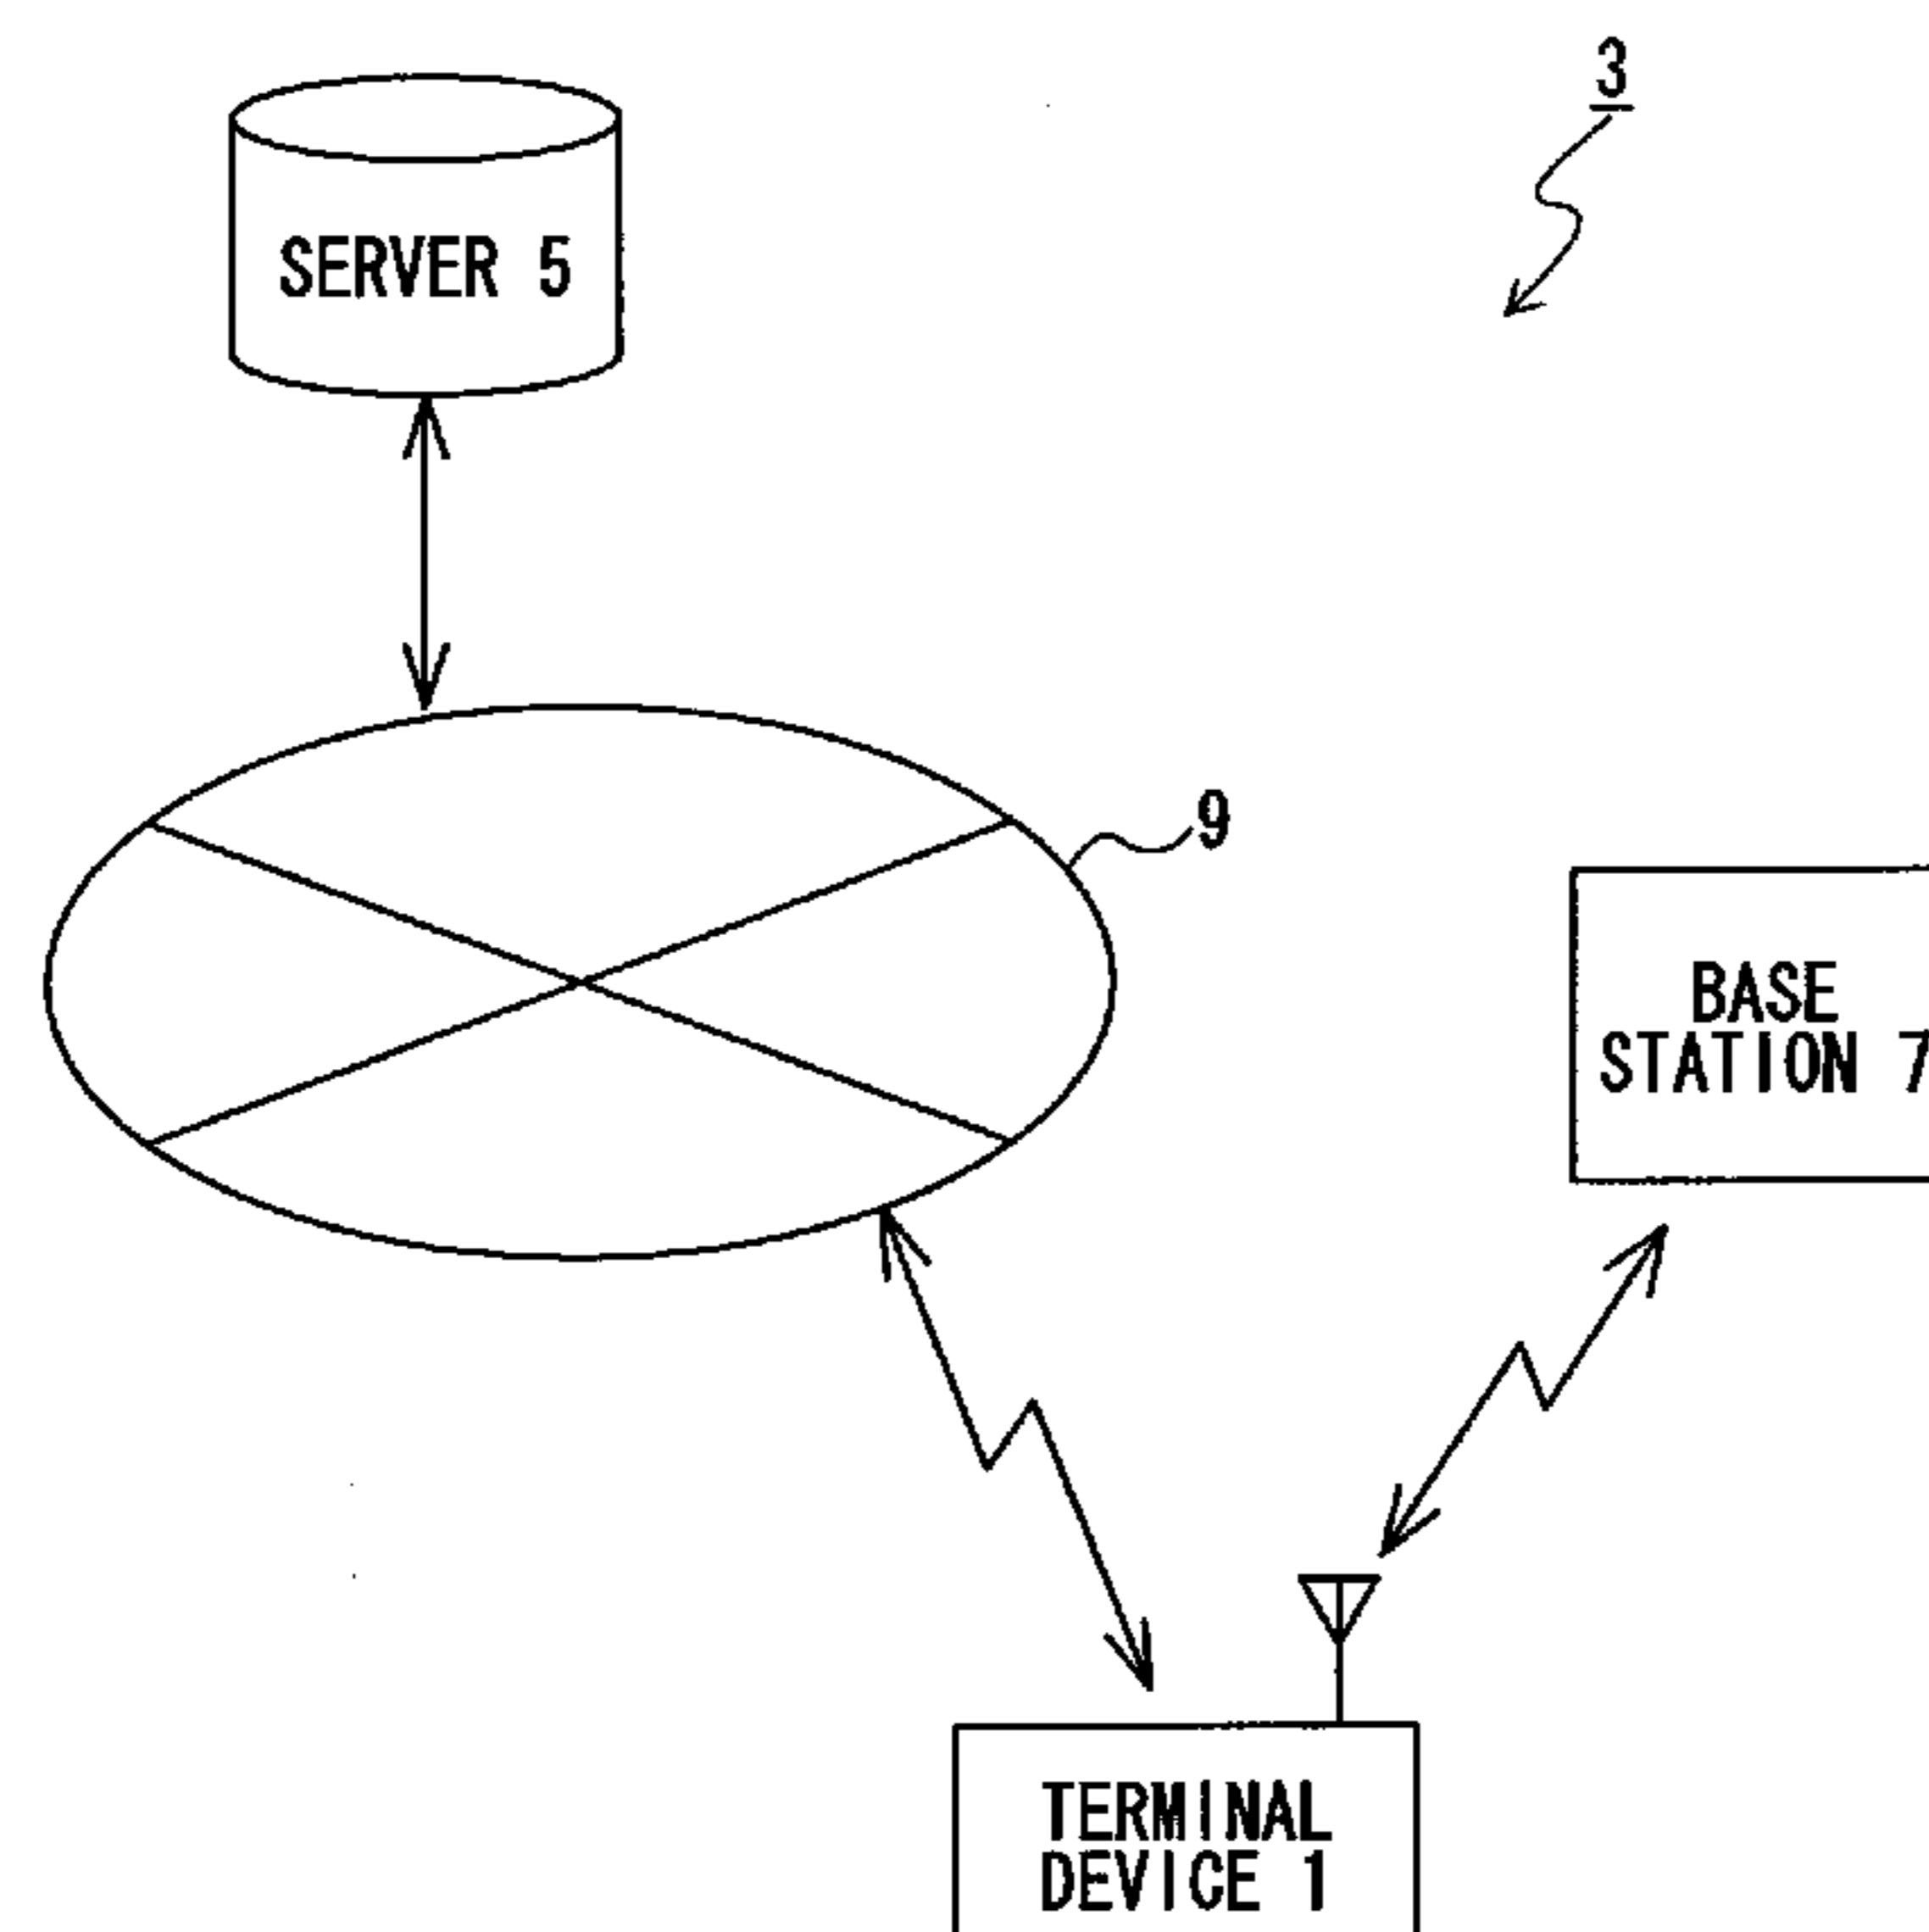 3
SERVER 5
9
BASE
STATION 7
TERMINAL
DEVICE 1